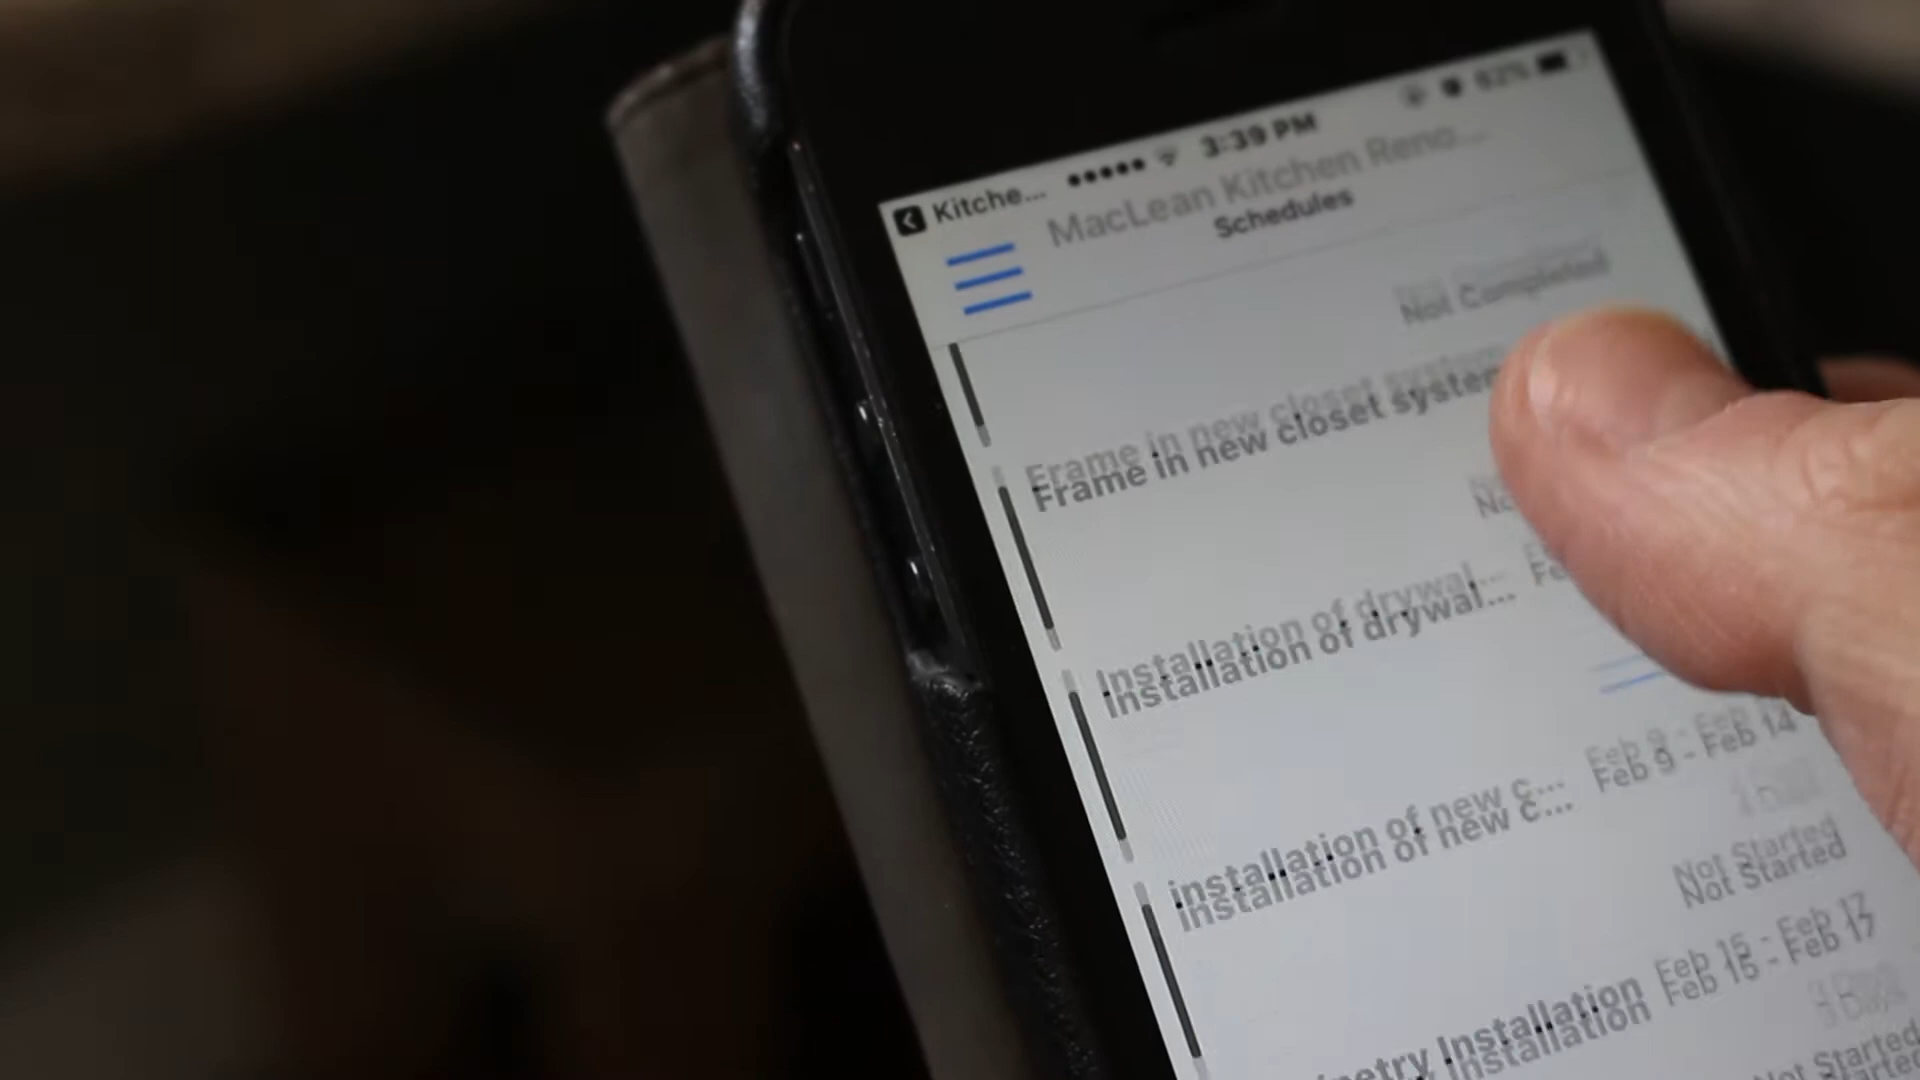 Kitche... 3:39 PM 82%
MacLean Kitchen Reno...
Schedules
Not Completed
Frame in new closet system
Installation of drywal...
installation of new c... Feb 9 - Feb 14
Not Started
Installation Feb 15 - Feb 17
Not Started